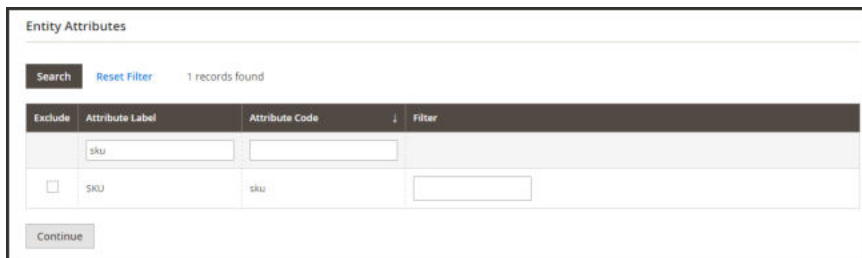 Entity Attributes
Search Reset Filter 1 records found
Exclude Attribute Label Attribute Code ↓ Filter
sku
SKU sku
Continue